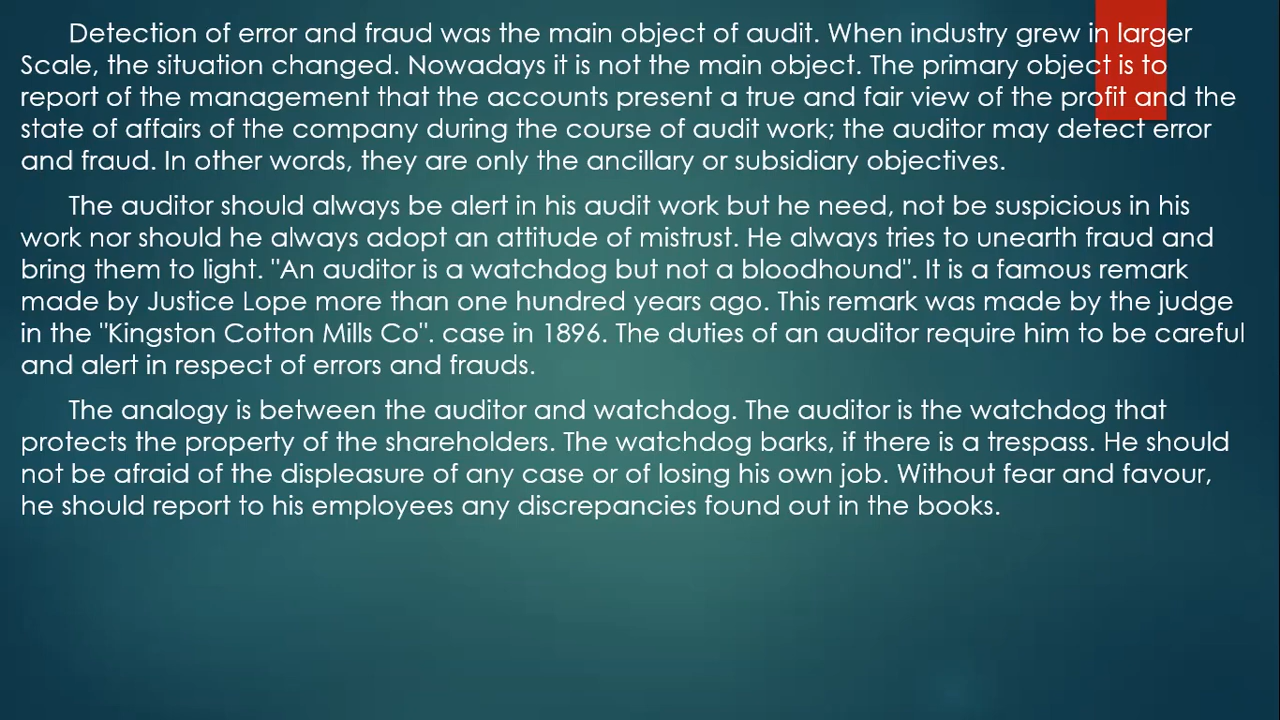 Detection of error and fraud was the main object of audit. When industry grew in larger
Scale, the situation changed. Nowadays it is not the main object. The primary object is to
report of the management that the accounts present a true and fair view of the profit and the
state of affairs of the company during the course of audit work; the auditor may detect error
and fraud. In other words, they are only the ancillary or subsidiary objectives.
The auditor should always be alert in his audit work but he need, not be suspicious in his
work nor should he always adopt an attitude of mistrust. He always tries to unearth fraud and
bring them to light. "An auditor is a watchdog but not a bloodhound". It is a famous remark
made by Justice Lope more than one hundred years ago. This remark was made by the judge
in the "Kingston Cotton Mills Co". case in 1896. The duties of an auditor require him to be careful
and alert in respect of errors and frauds.
The analogy is between the auditor and watchdog. The auditor is the watchdog that
protects the property of the shareholders. The watchdog barks, if there is a trespass. He should
not be afraid of the displeasure of any case or of losing his own job. Without fear and favour,
he should report to his employees any discrepancies found out in the books.